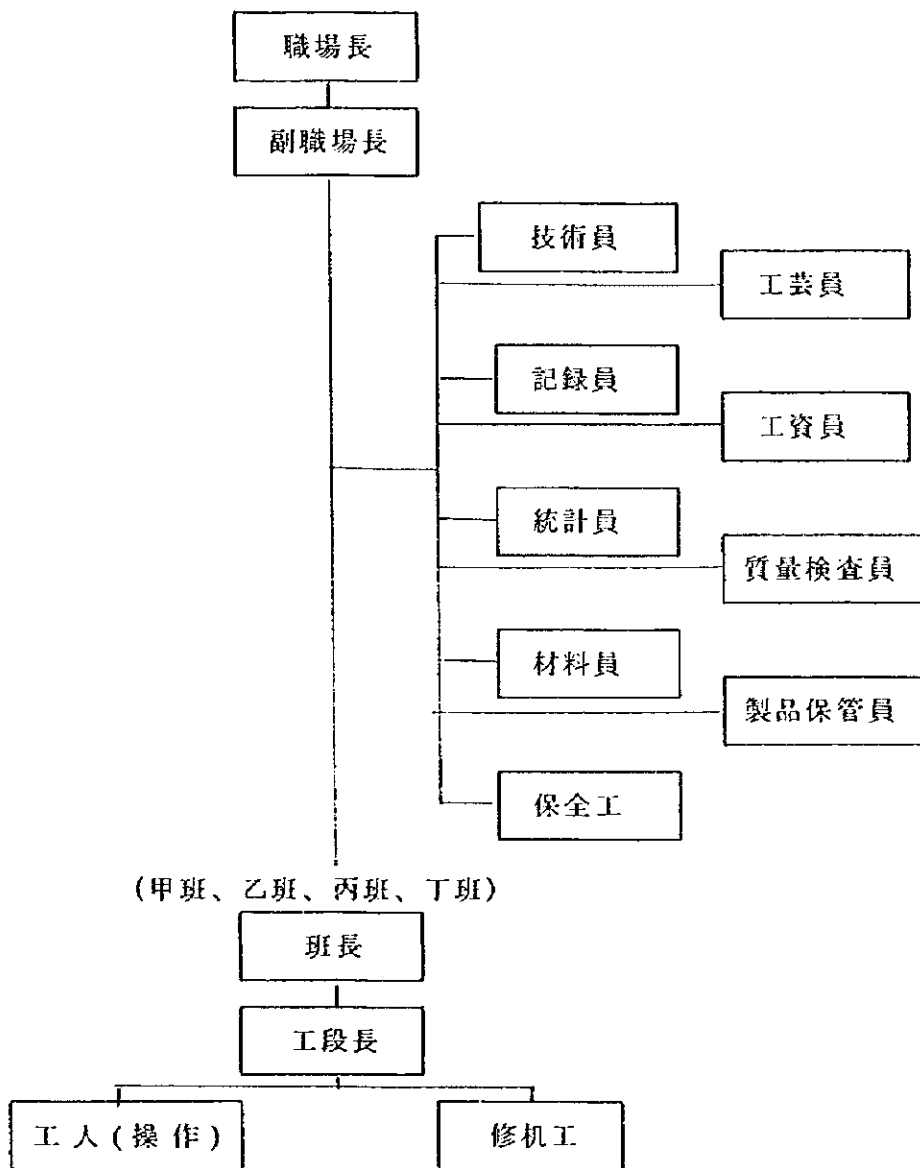 職場長
副職場長
技術員
工芸員
記録員
工資員
統計員
質量検査員
材料員
製品保管員
保全工
(甲班、乙班、丙班、丁班)
班長
工段長
工人(操作)
修机工